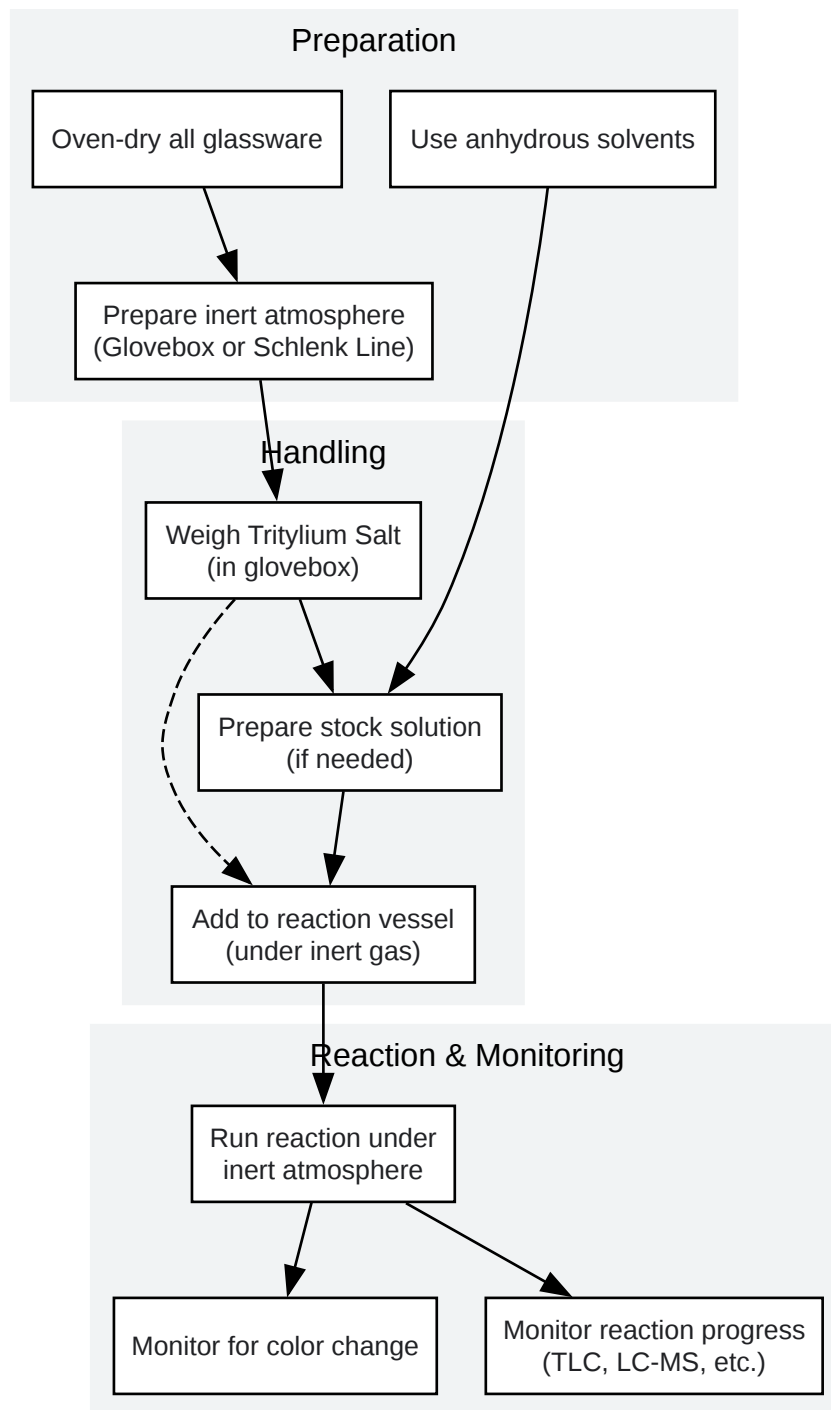 Preparation
Oven-dry all glassware
Use anhydrous solvents
Prepare inert atmosphere
(Glovebox or Schlenk Line)
Handling
Weigh Tritylium Salt
(in glovebox)
Prepare stock solution
(if needed)
Add to reaction vessel
(under inert gas)
Reaction & Monitoring
Run reaction under
inert atmosphere
Monitor for color change
Monitor reaction progress
(TLC, LC-MS, etc.)